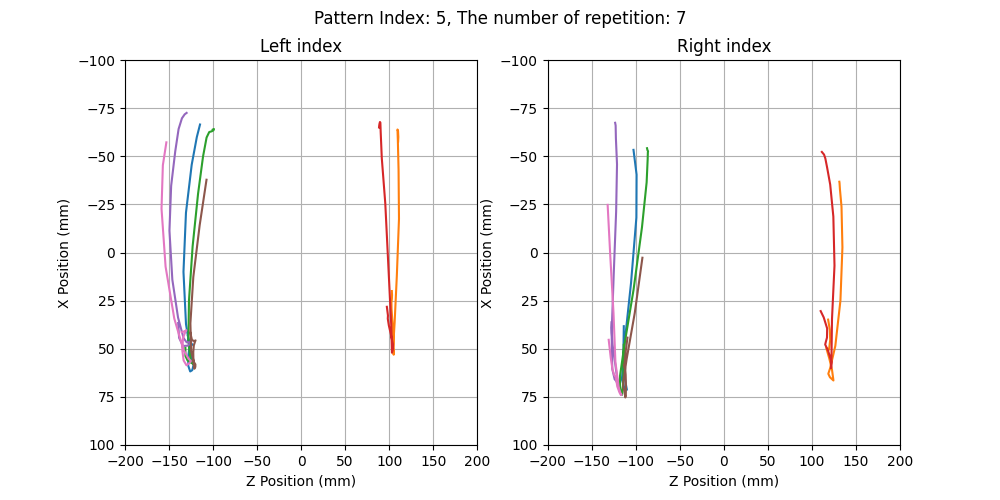 Pattern Index: 5, The number of repetition: 7
Left index
Right index
−100
−75
−50
−25
0
25
50
75
100
X Position (mm)
−200 −150 −100 −50 0 50 100 150 200
Z Position (mm)
−100
−75
−50
−25
0
25
50
75
100
X Position (mm)
−200 −150 −100 −50 0 50 100 150 200
Z Position (mm)